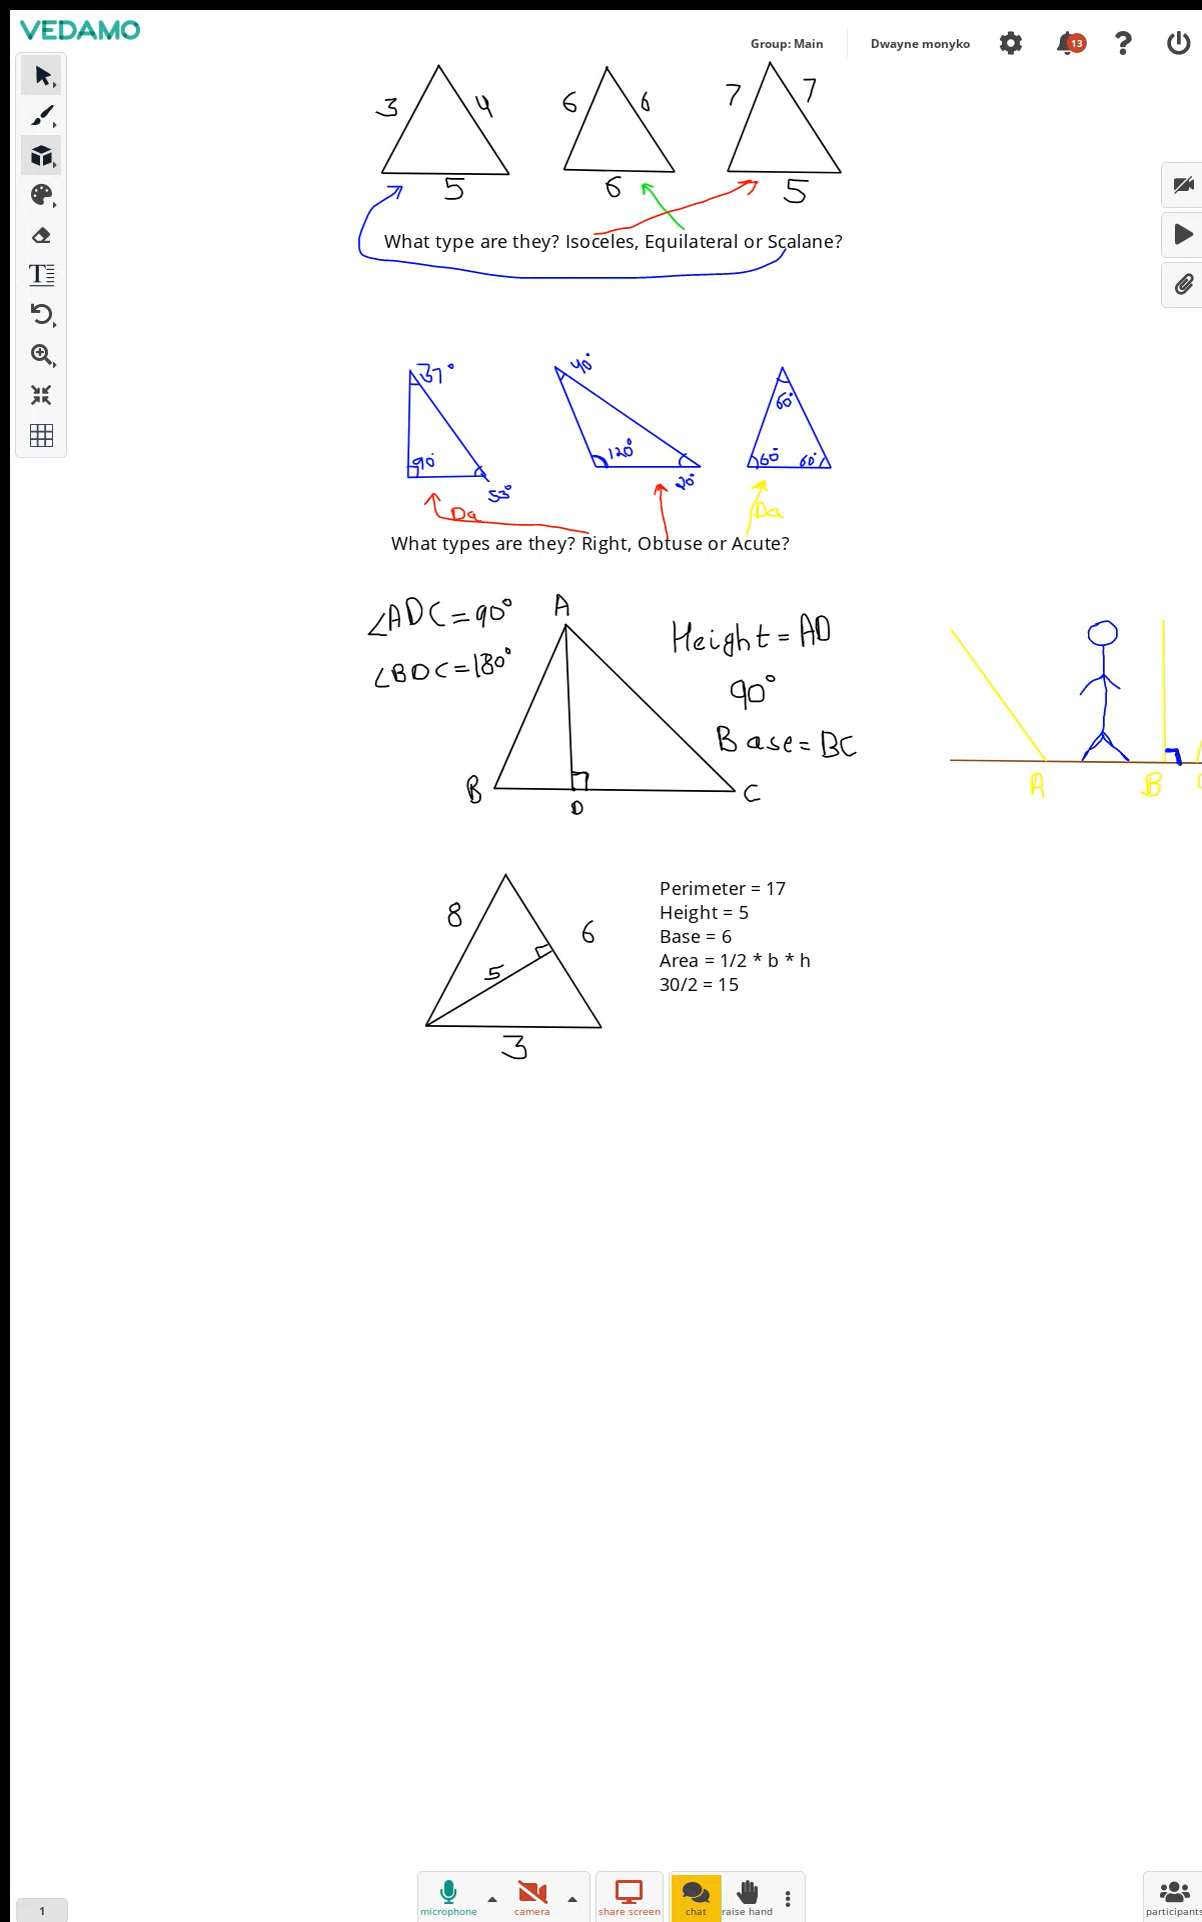 VEDAMO
Group: Main
Dwayne monyko
13
3
4
5
6
6
6
7
7
5
What type are they? Isoceles, Equilateral or Scalane?
37°
90°
53°
40°
120°
20°
60°
60°
60°
Da
Da
What types are they? Right, Obtuse or Acute?
∠ADC=90°
∠BDC=180°
A
B
D
C
Height=AD
90°
Base=BC
A
B
8
6
5
3
Perimeter = 17
Height = 5
Base = 6
Area = 1/2 * b * h
30/2 = 15
1
microphone
camera
share screen
chat
raise hand
participants